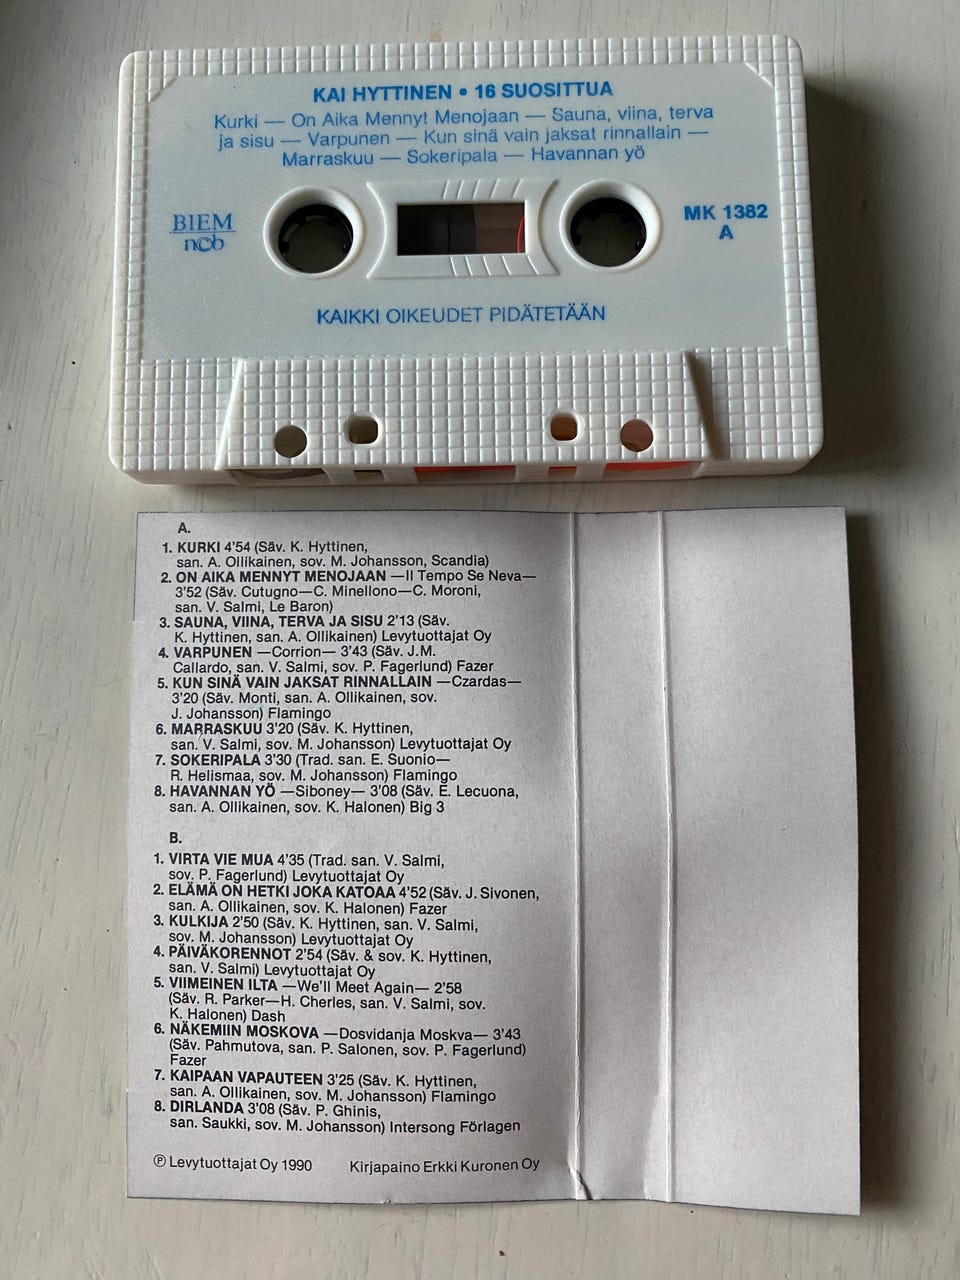 KAI HYTTINEN • 16 SUOSITTUA
Kurki — On Aika Mennyt Menojaan — Sauna, viina, terva
ja sisu — Varpunen — Kun sinä vain jaksat rinnallain —
Marraskuu — Sokeripala — Havannan yö
BIEM
ncb
MK 1382
A
KAIKKI OIKEUDET PIDÄTETÄÄN
A.
1. KURKI 4'54 (Säv. K. Hyttinen,
san. A. Ollikainen, sov. M. Johansson, Scandia)
2. ON AIKA MENNYT MENOJAAN —Il Tempo Se Neva—
3'52 (Säv. Cutugno—C. Minellono—C. Moroni,
san. V. Salmi, Le Baron)
3. SAUNA, VIINA, TERVA JA SISU 2'13 (Säv.
K. Hyttinen, san. A. Ollikainen) Levytuottajat Oy
4. VARPUNEN —Corrion— 3'43 (Säv. J.M.
Callardo, san. V. Salmi, sov. P. Fagerlund) Fazer
5. KUN SINÄ VAIN JAKSAT RINNALLAIN —Czardas—
3'20 (Säv. Monti, san. A. Ollikainen, sov.
J. Johansson) Flamingo
6. MARRASKUU 3'20 (Säv. K. Hyttinen,
san. V. Salmi, sov. M. Johansson) Levytuottajat Oy
7. SOKERIPALA 3'30 (Trad. san. E. Suonio—
R. Helismaa, sov. M. Johansson) Flamingo
8. HAVANNAN YÖ —Siboney— 3'08 (Säv. E. Lecuona,
san. A. Ollikainen, sov. K. Halonen) Big 3
B.
1. VIRTA VIE MUA 4'35 (Trad. san. V. Salmi,
sov. P. Fagerlund) Levytuottajat Oy
2. ELÄMÄ ON HETKI JOKA KATOAA 4'52 (Säv. J. Sivonen,
san. A. Ollikainen, sov. K. Halonen) Fazer
3. KULKIJA 2'50 (Säv. K. Hyttinen, san. V. Salmi,
sov. M. Johansson) Levytuottajat Oy
4. PÄIVÄKORENNOT 2'54 (Säv. & sov. K. Hyttinen,
san. V. Salmi) Levytuottajat Oy
5. VIIMEINEN ILTA —We'll Meet Again— 2'58
(Säv. R. Parker—H. Cherles, san. V. Salmi, sov.
K. Halonen) Dash
6. NÄKEMIIN MOSKOVA —Dosvidanja Moskva— 3'43
(Säv. Pahmutova, san. P. Salonen, sov. P. Fagerlund)
Fazer
7. KAIPAAN VAPAUTEEN 3'25 (Säv. K. Hyttinen,
san. A. Ollikainen, sov. M. Johansson) Flamingo
8. DIRLANDA 3'08 (Säv. P. Ghinis,
san. Saukki, sov. M. Johansson) Intersong Förlagen
Ⓟ Levytuottajat Oy 1990 Kirjapaino Erkki Kuronen Oy